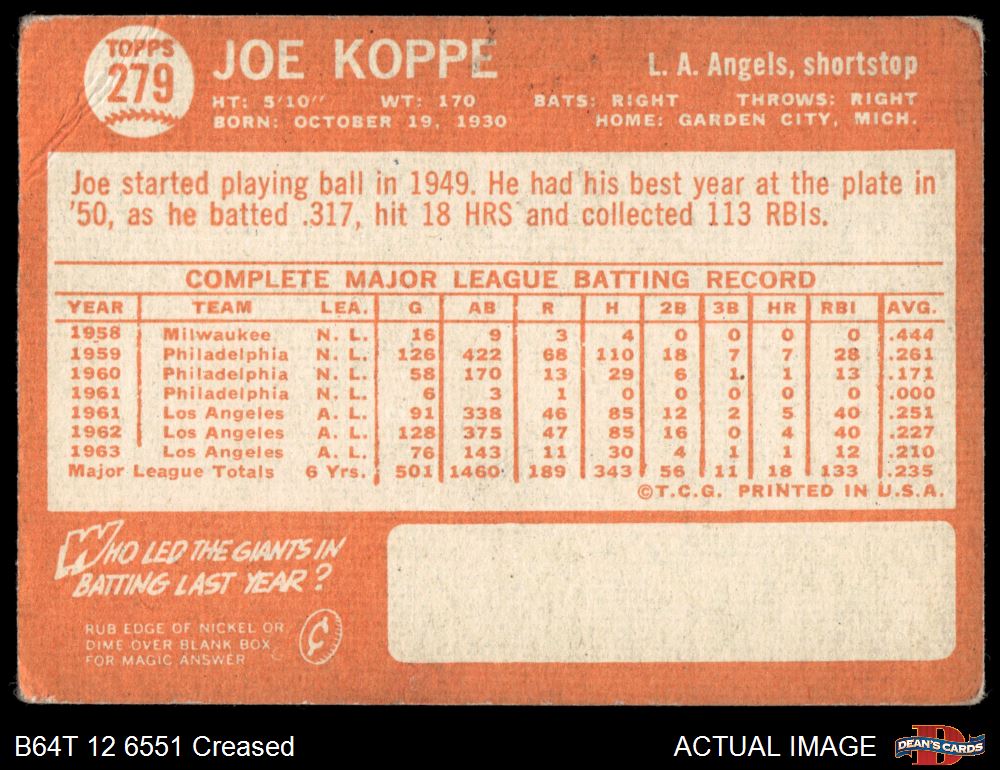 TOPPS
279
JOE KOPPE
L. A. Angels, shortstop
HT: 5'10" WT: 170 BATS: RIGHT THROWS: RIGHT
BORN: OCTOBER 19, 1930 HOME: GARDEN CITY, MICH.
Joe started playing ball in 1949. He had his best year at the plate in
'50, as he batted .317, hit 18 HRS and collected 113 RBIs.
COMPLETE MAJOR LEAGUE BATTING RECORD
YEAR TEAM LEA. G AB R H 2B 3B HR RBI AVG.
1958 Milwaukee N. L. 16 9 3 4 0 0 0 0 .444
1959 Philadelphia N. L. 126 422 68 110 18 7 7 28 .261
1960 Philadelphia N. L. 58 170 13 29 6 1 1 13 .171
1961 Philadelphia N. L. 6 3 1 0 0 0 0 0 .000
1961 Los Angeles A. L. 91 338 46 85 12 2 5 40 .251
1962 Los Angeles A. L. 128 375 47 85 16 0 4 40 .227
1963 Los Angeles A. L. 76 143 11 30 4 1 1 12 .210
Major League Totals 6 Yrs. 501 1460 189 343 56 11 18 133 .235
©T.C.G. PRINTED IN U.S.A.
WHO LED THE GIANTS IN
BATTING LAST YEAR?
RUB EDGE OF NICKEL OR
DIME OVER BLANK BOX
FOR MAGIC ANSWER
¢
B64T 12 6551 Creased
ACTUAL IMAGE
D
DEAN'S CARDS